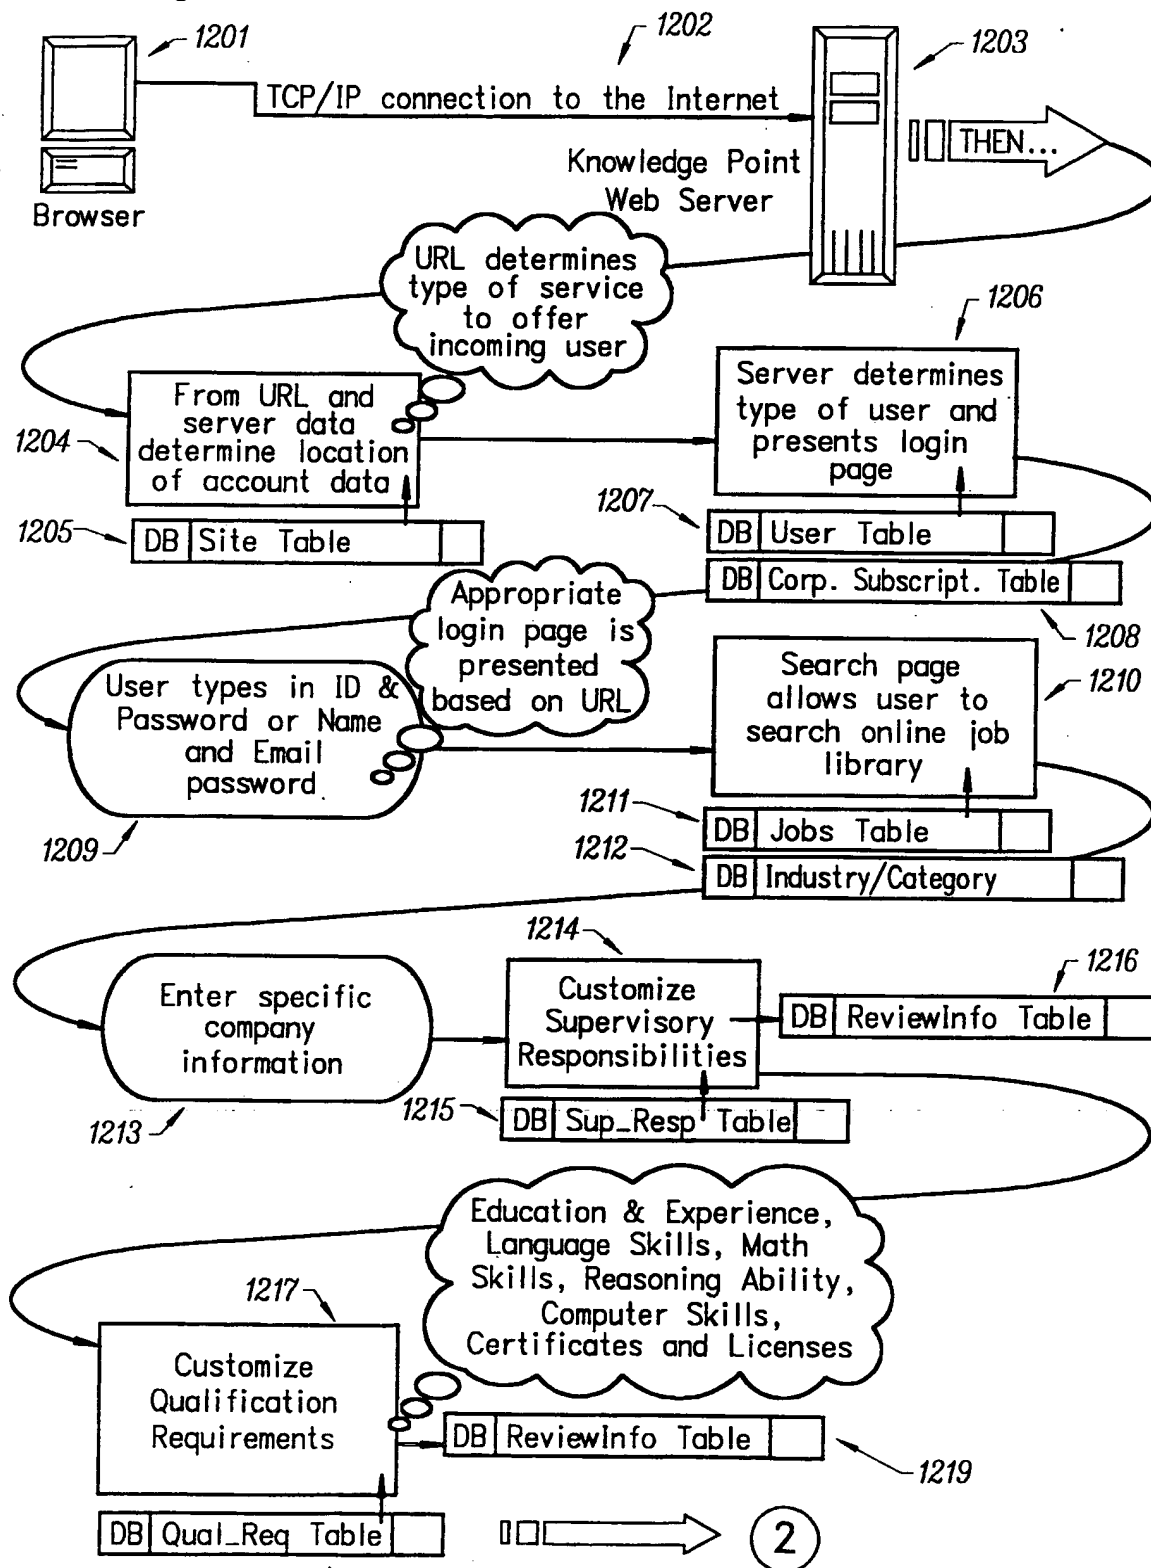 1201
1202
1203
TCP/IP connection to the Internet
THEN...
Knowledge Point
Web Server
Browser
URL determines
type of service
to offer
incoming user
1206
From URL and
server data
determine location
of account data
1204
Server determines
type of user and
presents login
page
1205
DB Site Table
1207
DB User Table
DB Corp. Subscript. Table
1208
Appropriate
login page is
presented
based on URL
User types in ID &
Password or Name
and Email
password
1209
Search page
allows user to
search online job
library
1210
1211
DB Jobs Table
1212
DB Industry/Category
1214
1216
Enter specific
company
information
1213
Customize
Supervisory
Responsibilities
DB ReviewInfo Table
1215
DB Sup_Resp Table
Education & Experience,
Language Skills, Math
Skills, Reasoning Ability,
Computer Skills,
Certificates and Licenses
1217
Customize
Qualification
Requirements
DB ReviewInfo Table
1219
DB Qual_Req Table
2